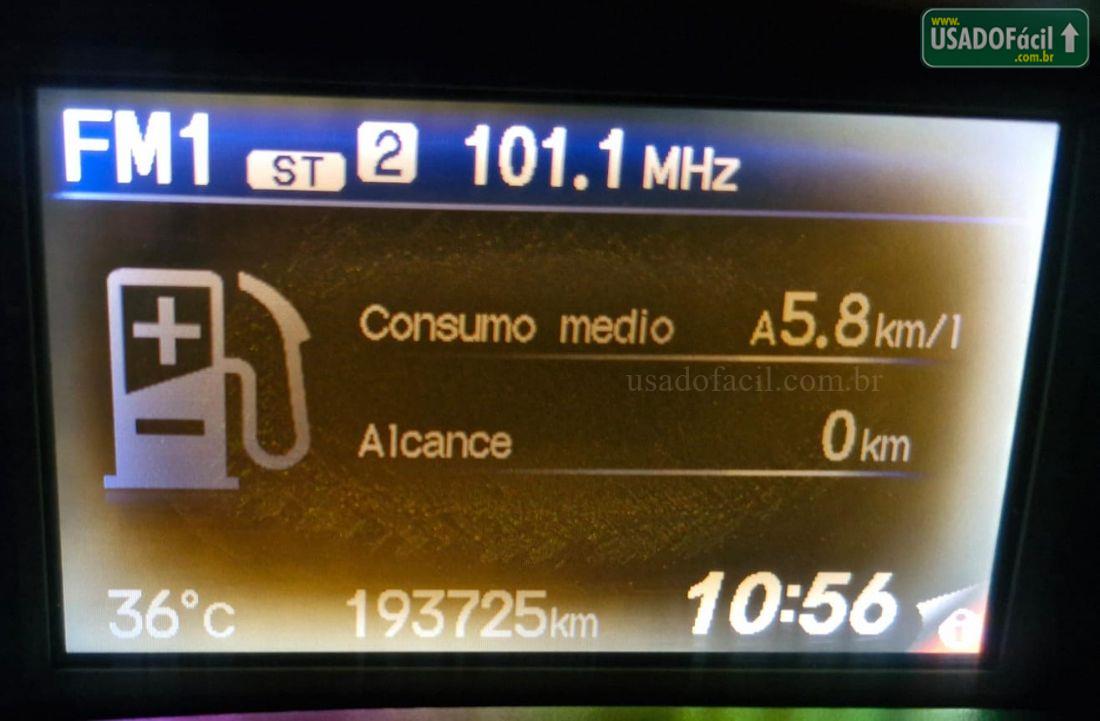 www.
USADOFácil
.com.br
FM1 ST 2 101.1 MHz
Consumo medio A5.8km/l
usadofacil.com.br
Alcance 0km
36°C 193725km 10:56 i